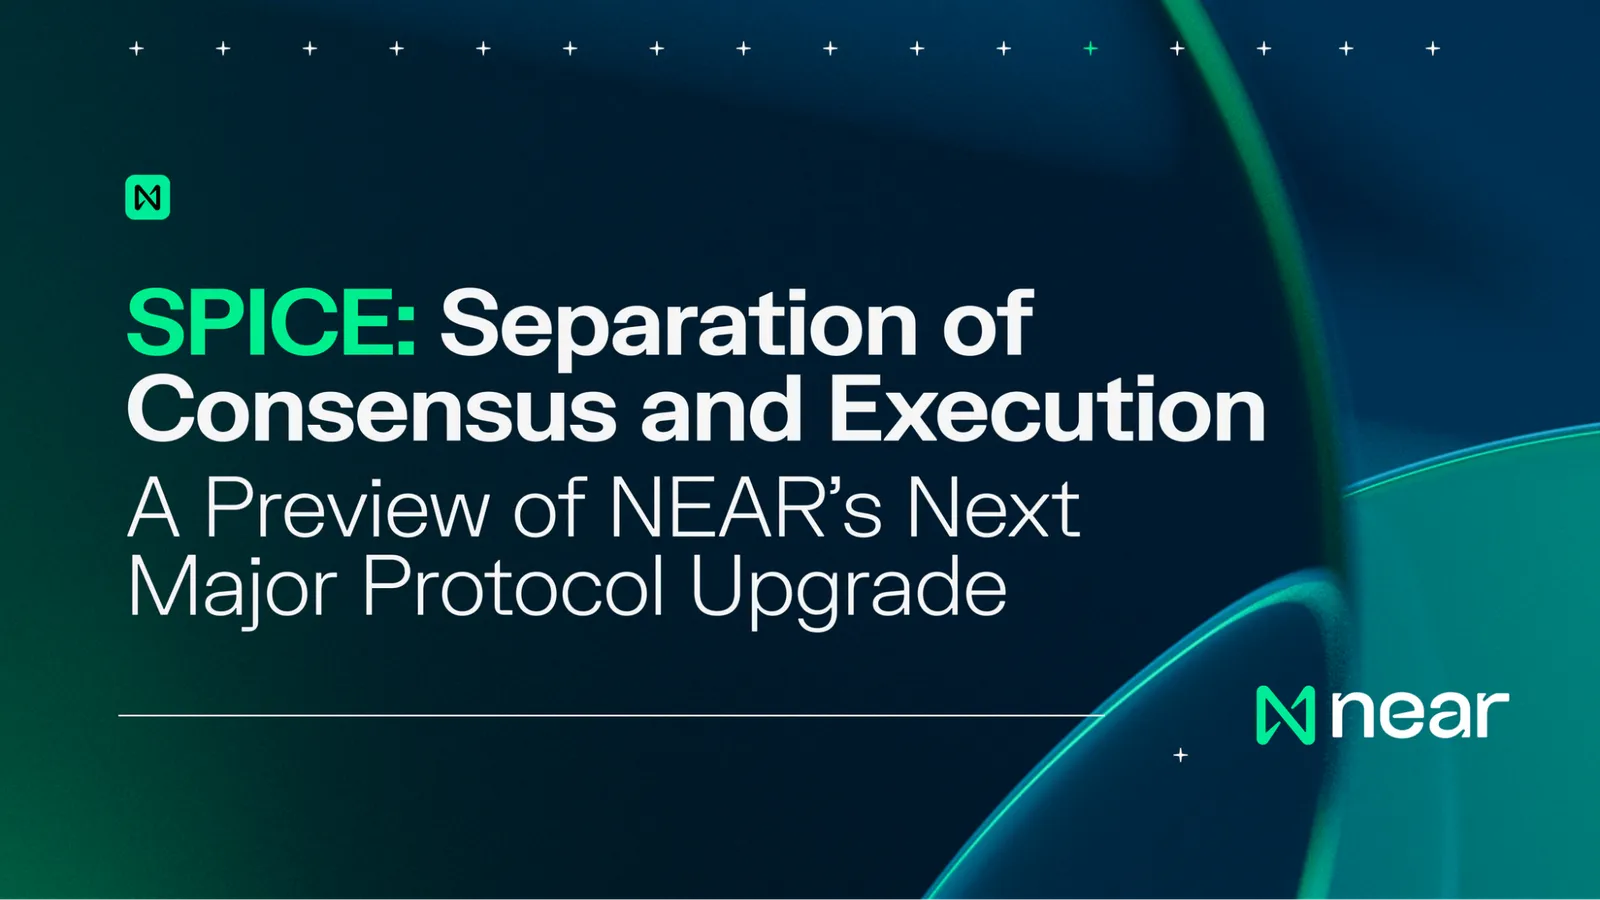 SPICE: Separation of
Consensus and Execution
A Preview of NEAR’s Next
Major Protocol Upgrade
near